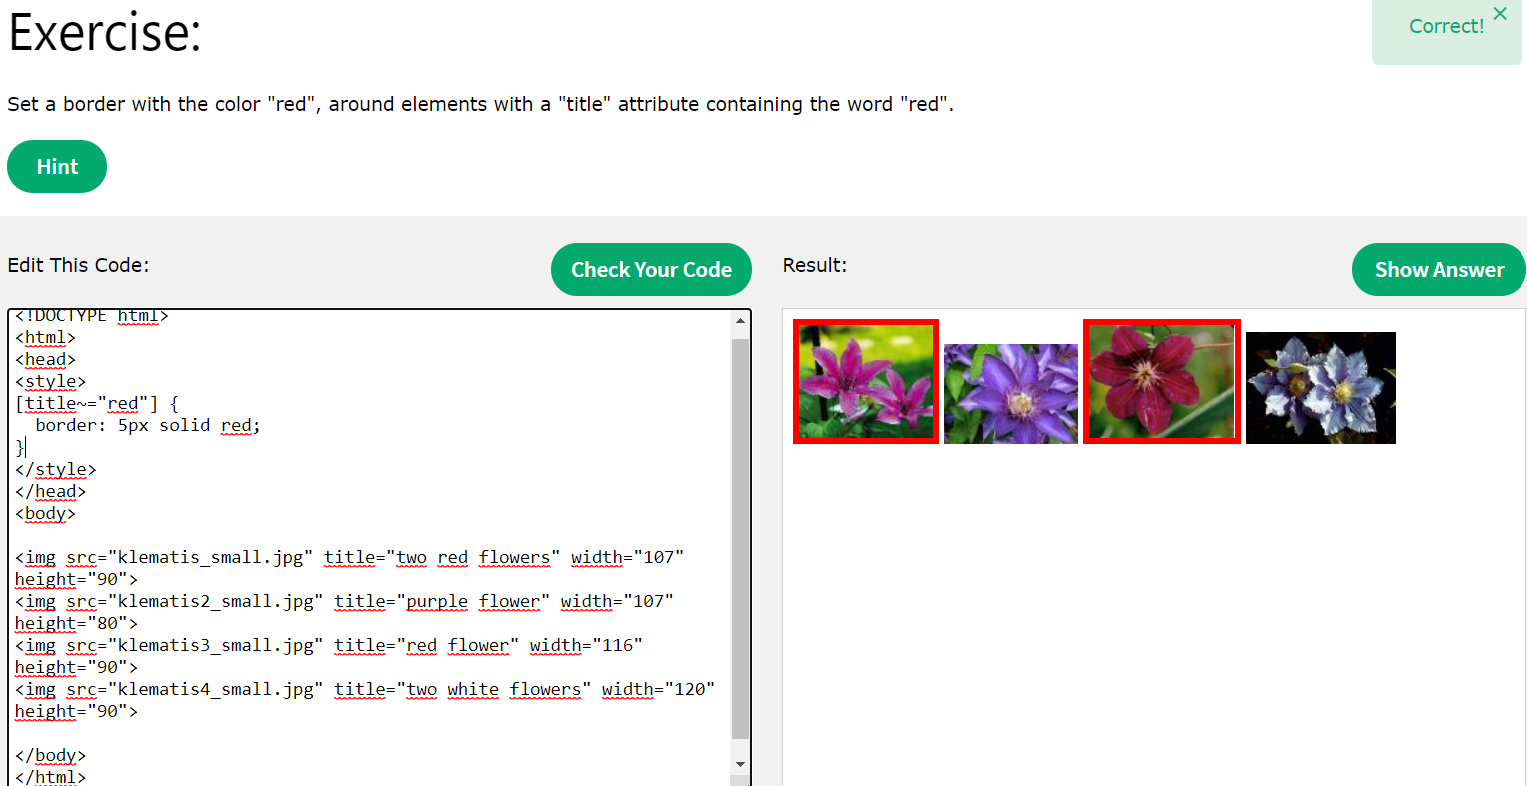 Exercise:
Correct! ×
Set a border with the color "red", around elements with a "title" attribute containing the word "red".
Hint
Edit This Code:
Check Your Code
Result:
Show Answer
<!DOCTYPE html>
<html>
<head>
<style>
[title~="red"] {
  border: 5px solid red;
}
</style>
</head>
<body>

<img src="klematis_small.jpg" title="two red flowers" width="107"
height="90">
<img src="klematis2_small.jpg" title="purple flower" width="107"
height="80">
<img src="klematis3_small.jpg" title="red flower" width="116"
height="90">
<img src="klematis4_small.jpg" title="two white flowers" width="120"
height="90">

</body>
</html>